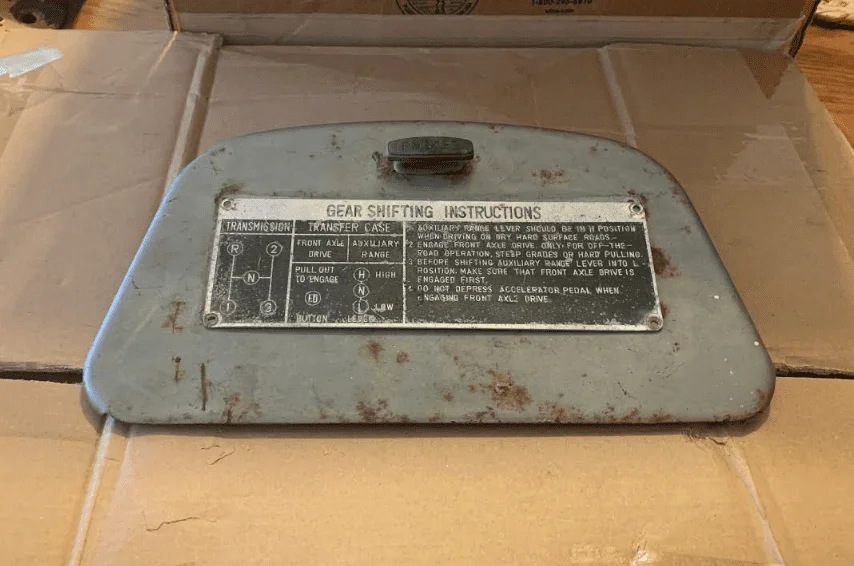 GEAR SHIFTING INSTRUCTIONS
TRANSMISSION
R 2
N
1 3
TRANSFER CASE
FRONT AXLE
DRIVE
AUXILIARY
RANGE
PULL OUT
TO ENGAGE
BUTTON
H HIGH
N
L LOW
LEVER
AUXILIARY RANGE LEVER SHOULD BE IN H POSITION
WHEN DRIVING ON DRY HARD SURFACE ROADS.
2 ENGAGE FRONT AXLE DRIVE ONLY FOR OFF-THE-
ROAD OPERATION, STEEP GRADES OR HARD PULLING.
3 BEFORE SHIFTING AUXILIARY RANGE LEVER INTO L
POSITION, MAKE SURE THAT FRONT AXLE DRIVE IS
ENGAGED FIRST.
DO NOT DEPRESS ACCELERATOR PEDAL WHEN
ENGAGING FRONT AXLE DRIVE.